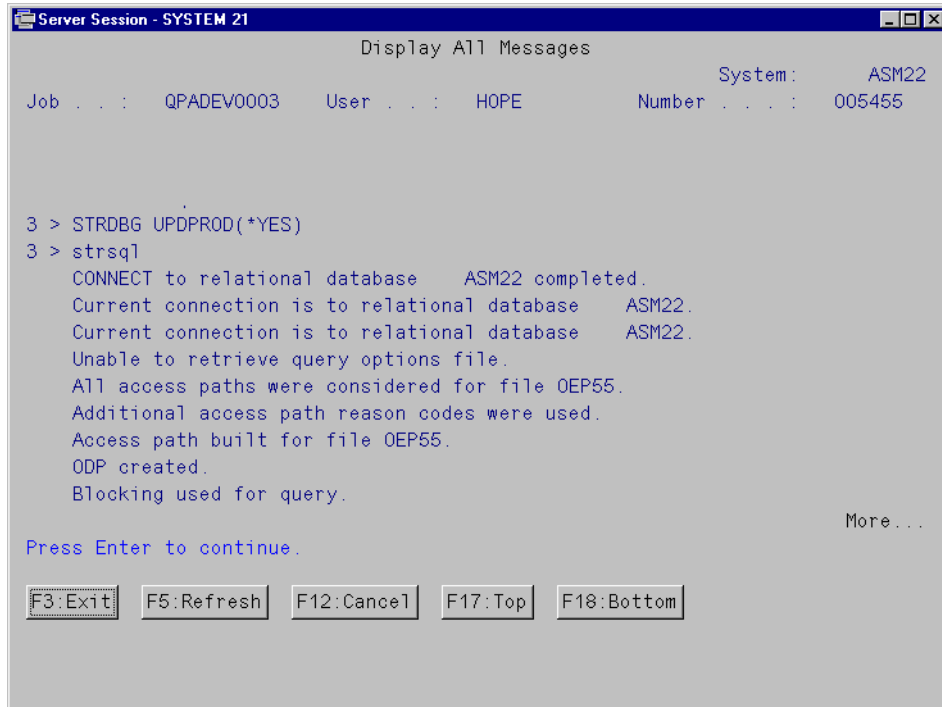 Server Session - SYSTEM 21
Display All Messages
System: ASM22
Job . . : QPADEV0003 User . . : HOPE Number . . . : 005455
.
3 > STRDBG UPDPROD(*YES)
3 > strsql
CONNECT to relational database ASM22 completed.
Current connection is to relational database ASM22.
Current connection is to relational database ASM22.
Unable to retrieve query options file.
All access paths were considered for file OEP55.
Additional access path reason codes were used.
Access path built for file OEP55.
ODP created.
Blocking used for query.
More...
Press Enter to continue.
F3:Exit F5:Refresh F12:Cancel F17:Top F18:Bottom